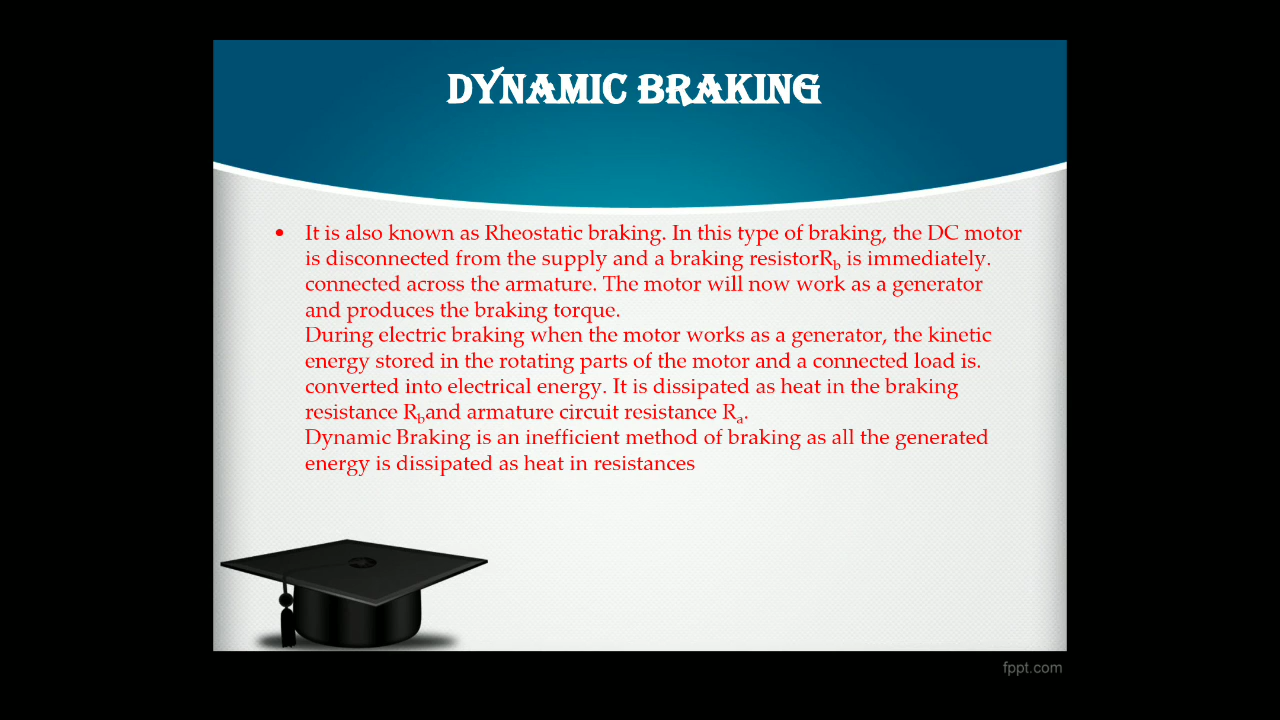 DYNAMIC BRAKING
• It is also known as Rheostatic braking. In this type of braking, the DC motor
is disconnected from the supply and a braking resistorRb is immediately.
connected across the armature. The motor will now work as a generator
and produces the braking torque.
During electric braking when the motor works as a generator, the kinetic
energy stored in the rotating parts of the motor and a connected load is.
converted into electrical energy. It is dissipated as heat in the braking
resistance Rband armature circuit resistance Ra.
Dynamic Braking is an inefficient method of braking as all the generated
energy is dissipated as heat in resistances
fppt.com